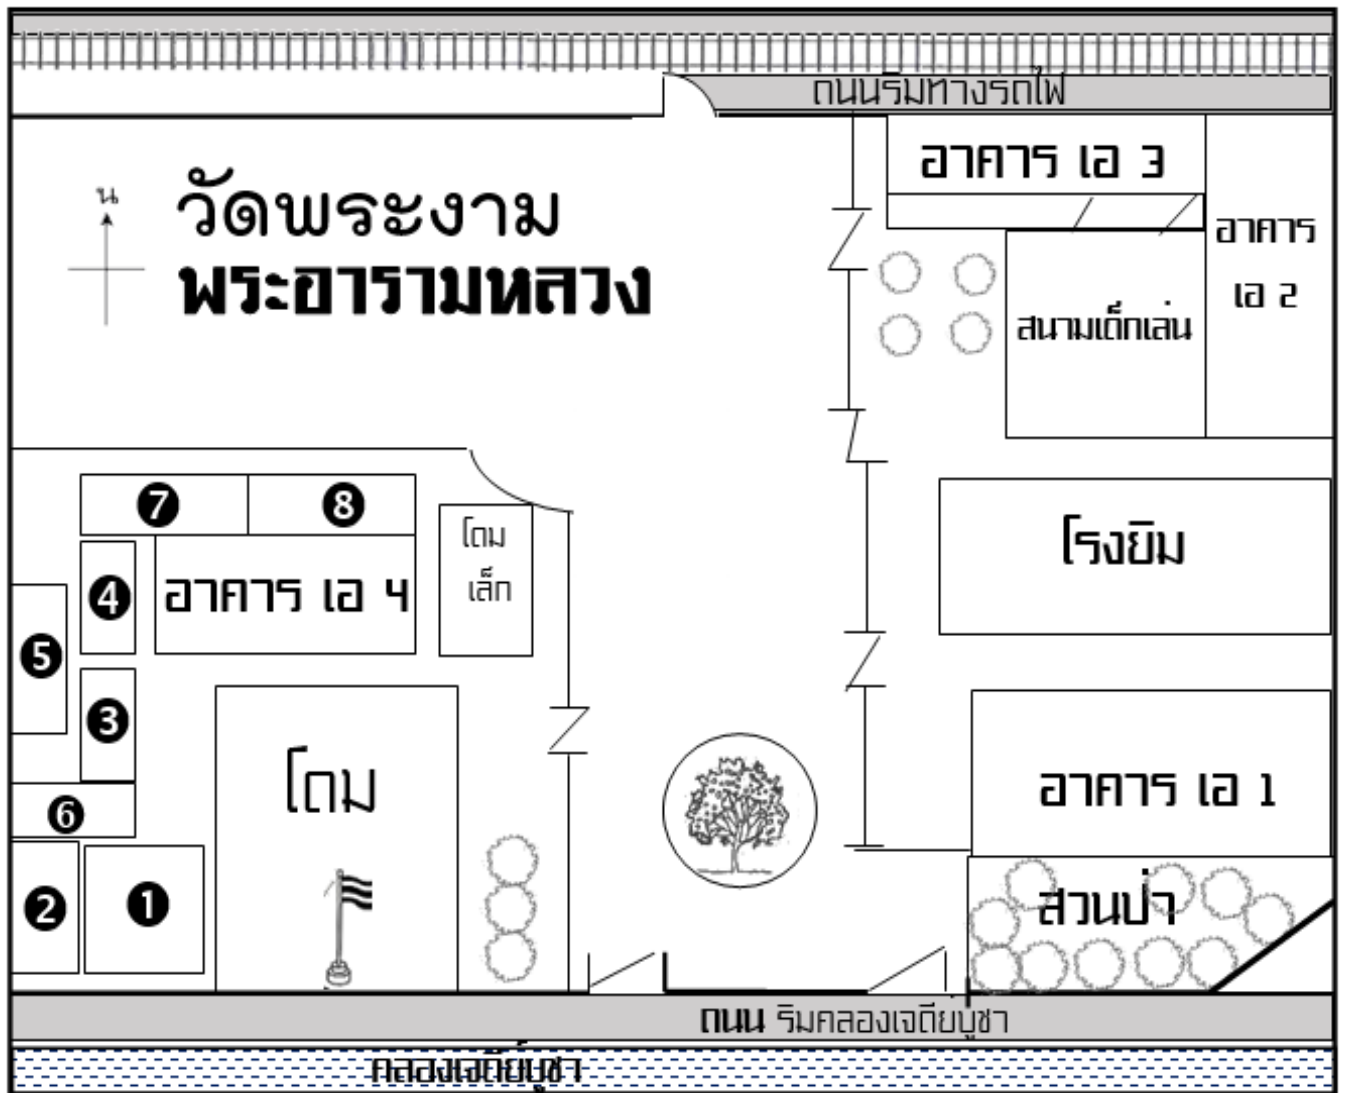 ถนนริมทางรถไฟ
อาคาร เอ 3
น
วัดพระงาม
พระอารามหลวง
อาคาร
เอ 2
สนามเด็กเล่น
7
8
โดม
เล็ก
โรงยิม
4
อาคาร เอ 4
5
3
โดม
อาคาร เอ 1
6
2
1
สวนป่า
ถนน ริมคลองเจดีย์บูชา
คลองเจดีย์บูชา